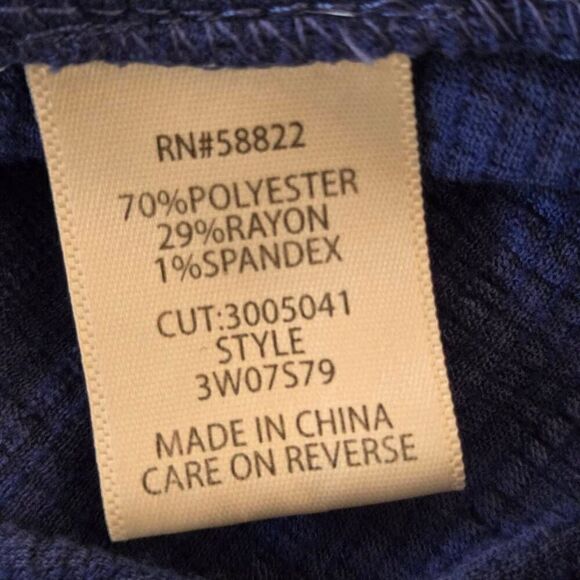 RN#58822
70%POLYESTER
29%RAYON
1%SPANDEX
CUT:3005041
STYLE
3W07S79
MADE IN CHINA
CARE ON REVERSE